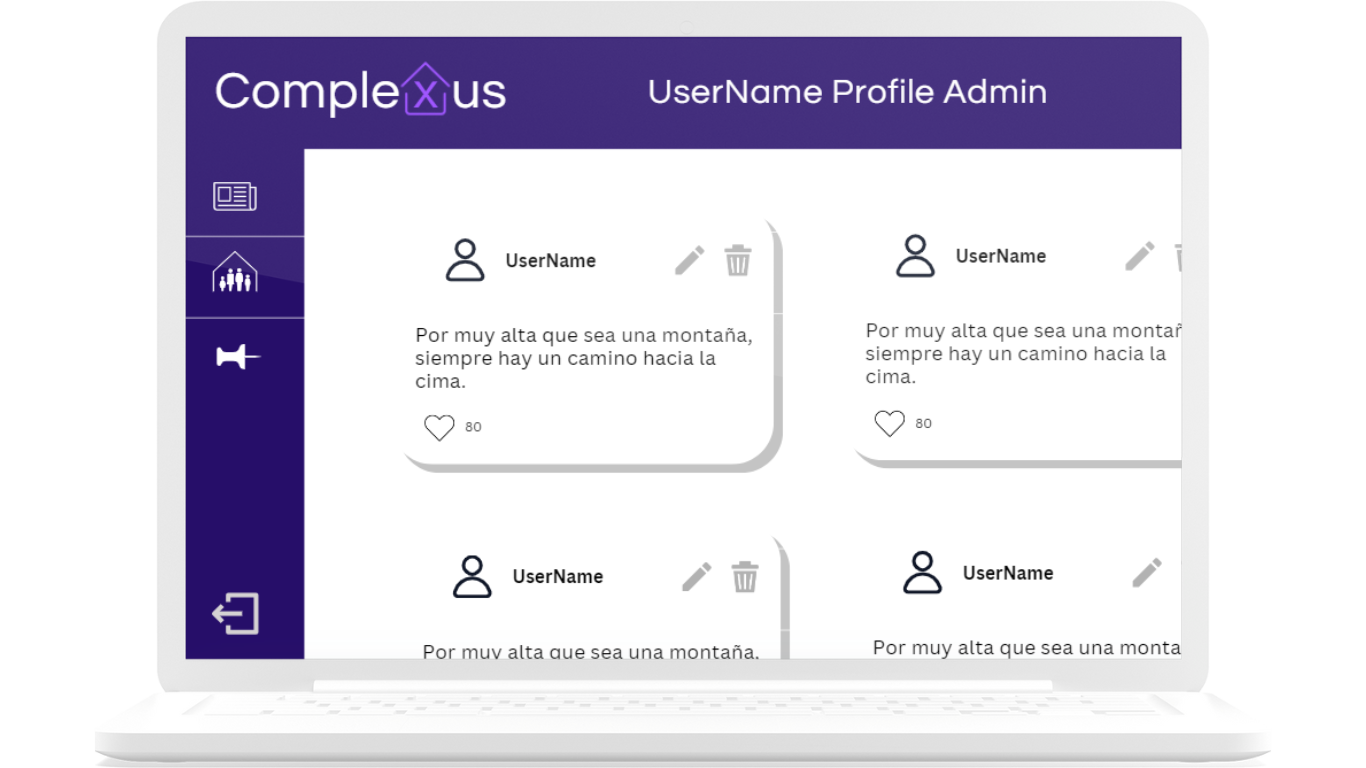 Complexus
UserName Profile Admin
UserName
Por muy alta que sea una montaña,
siempre hay un camino hacia la
cima.
80
UserName
Por muy alta que sea una montañ
siempre hay un camino hacia la
cima.
80
UserName
Por muy alta que sea una montaña,
UserName
Por muy alta que sea una monta